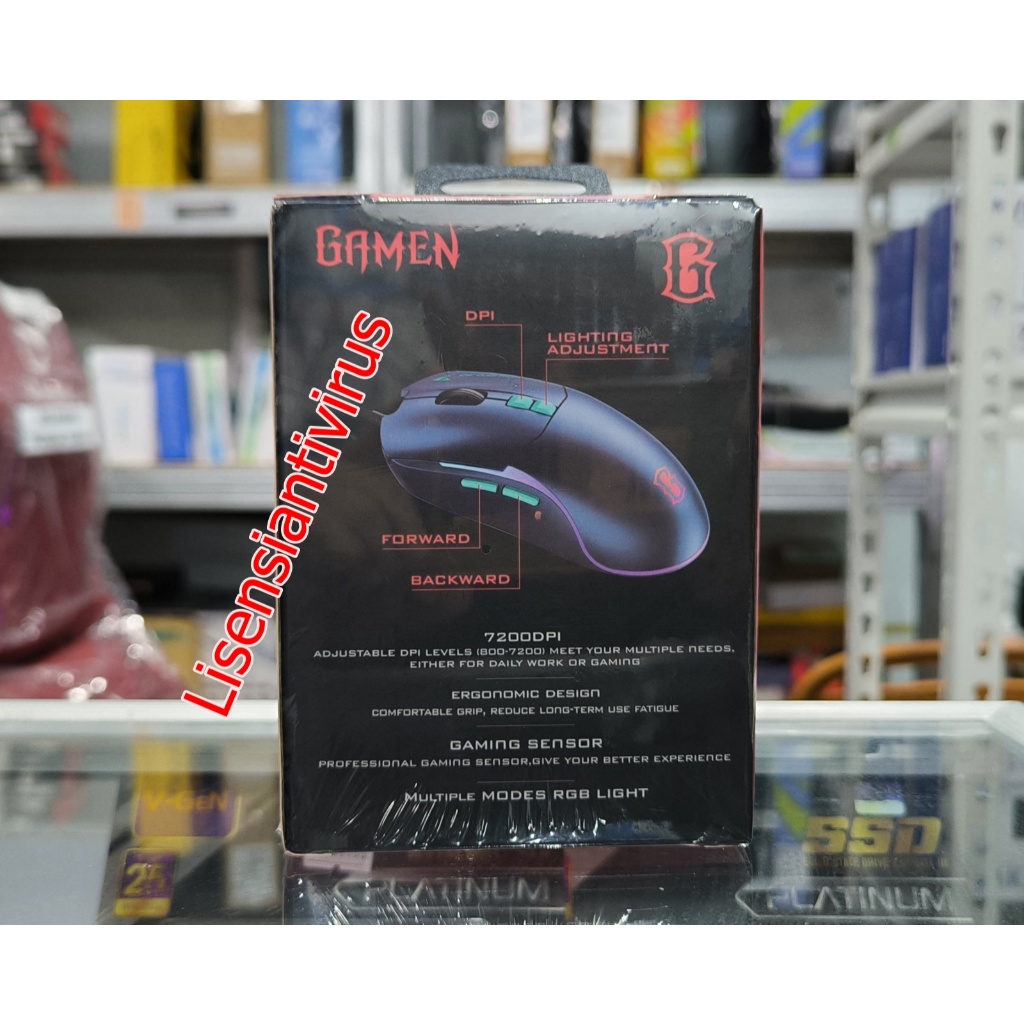 GAMEN
G
DPI
LIGHTING
ADJUSTMENT
FORWARD
BACKWARD
7200DPI
ADJUSTABLE DPI LEVELS (800-7200) MEET YOUR MULTIPLE NEEDS,
EITHER FOR DAILY WORK OR GAMING
ERGONOMIC DESIGN
COMFORTABLE GRIP, REDUCE LONG-TERM USE FATIGUE
GAMING SENSOR
PROFESSIONAL GAMING SENSOR,GIVE YOUR BETTER EXPERIENCE
MULTIPLE MODES RGB LIGHT
Lisensiantivirus
V-GeN
SSD
PLATINUM
PLATINUM